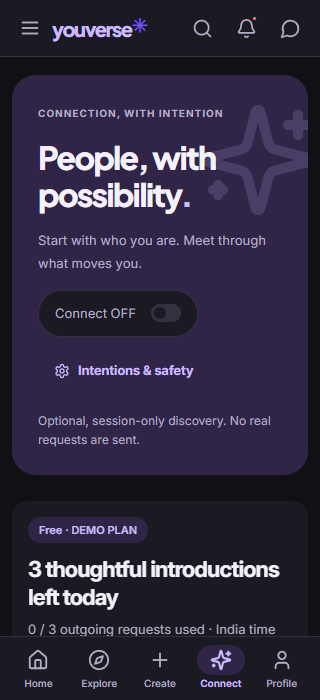 youverse
CONNECTION, WITH INTENTION
People, with
possibility.
Start with who you are. Meet through
what moves you.
Connect OFF
Intentions & safety
Optional, session-only discovery. No real
requests are sent.
Free · DEMO PLAN
3 thoughtful introductions
left today
0 / 3 outgoing requests used · India time
Home
Explore
Create
Connect
Profile